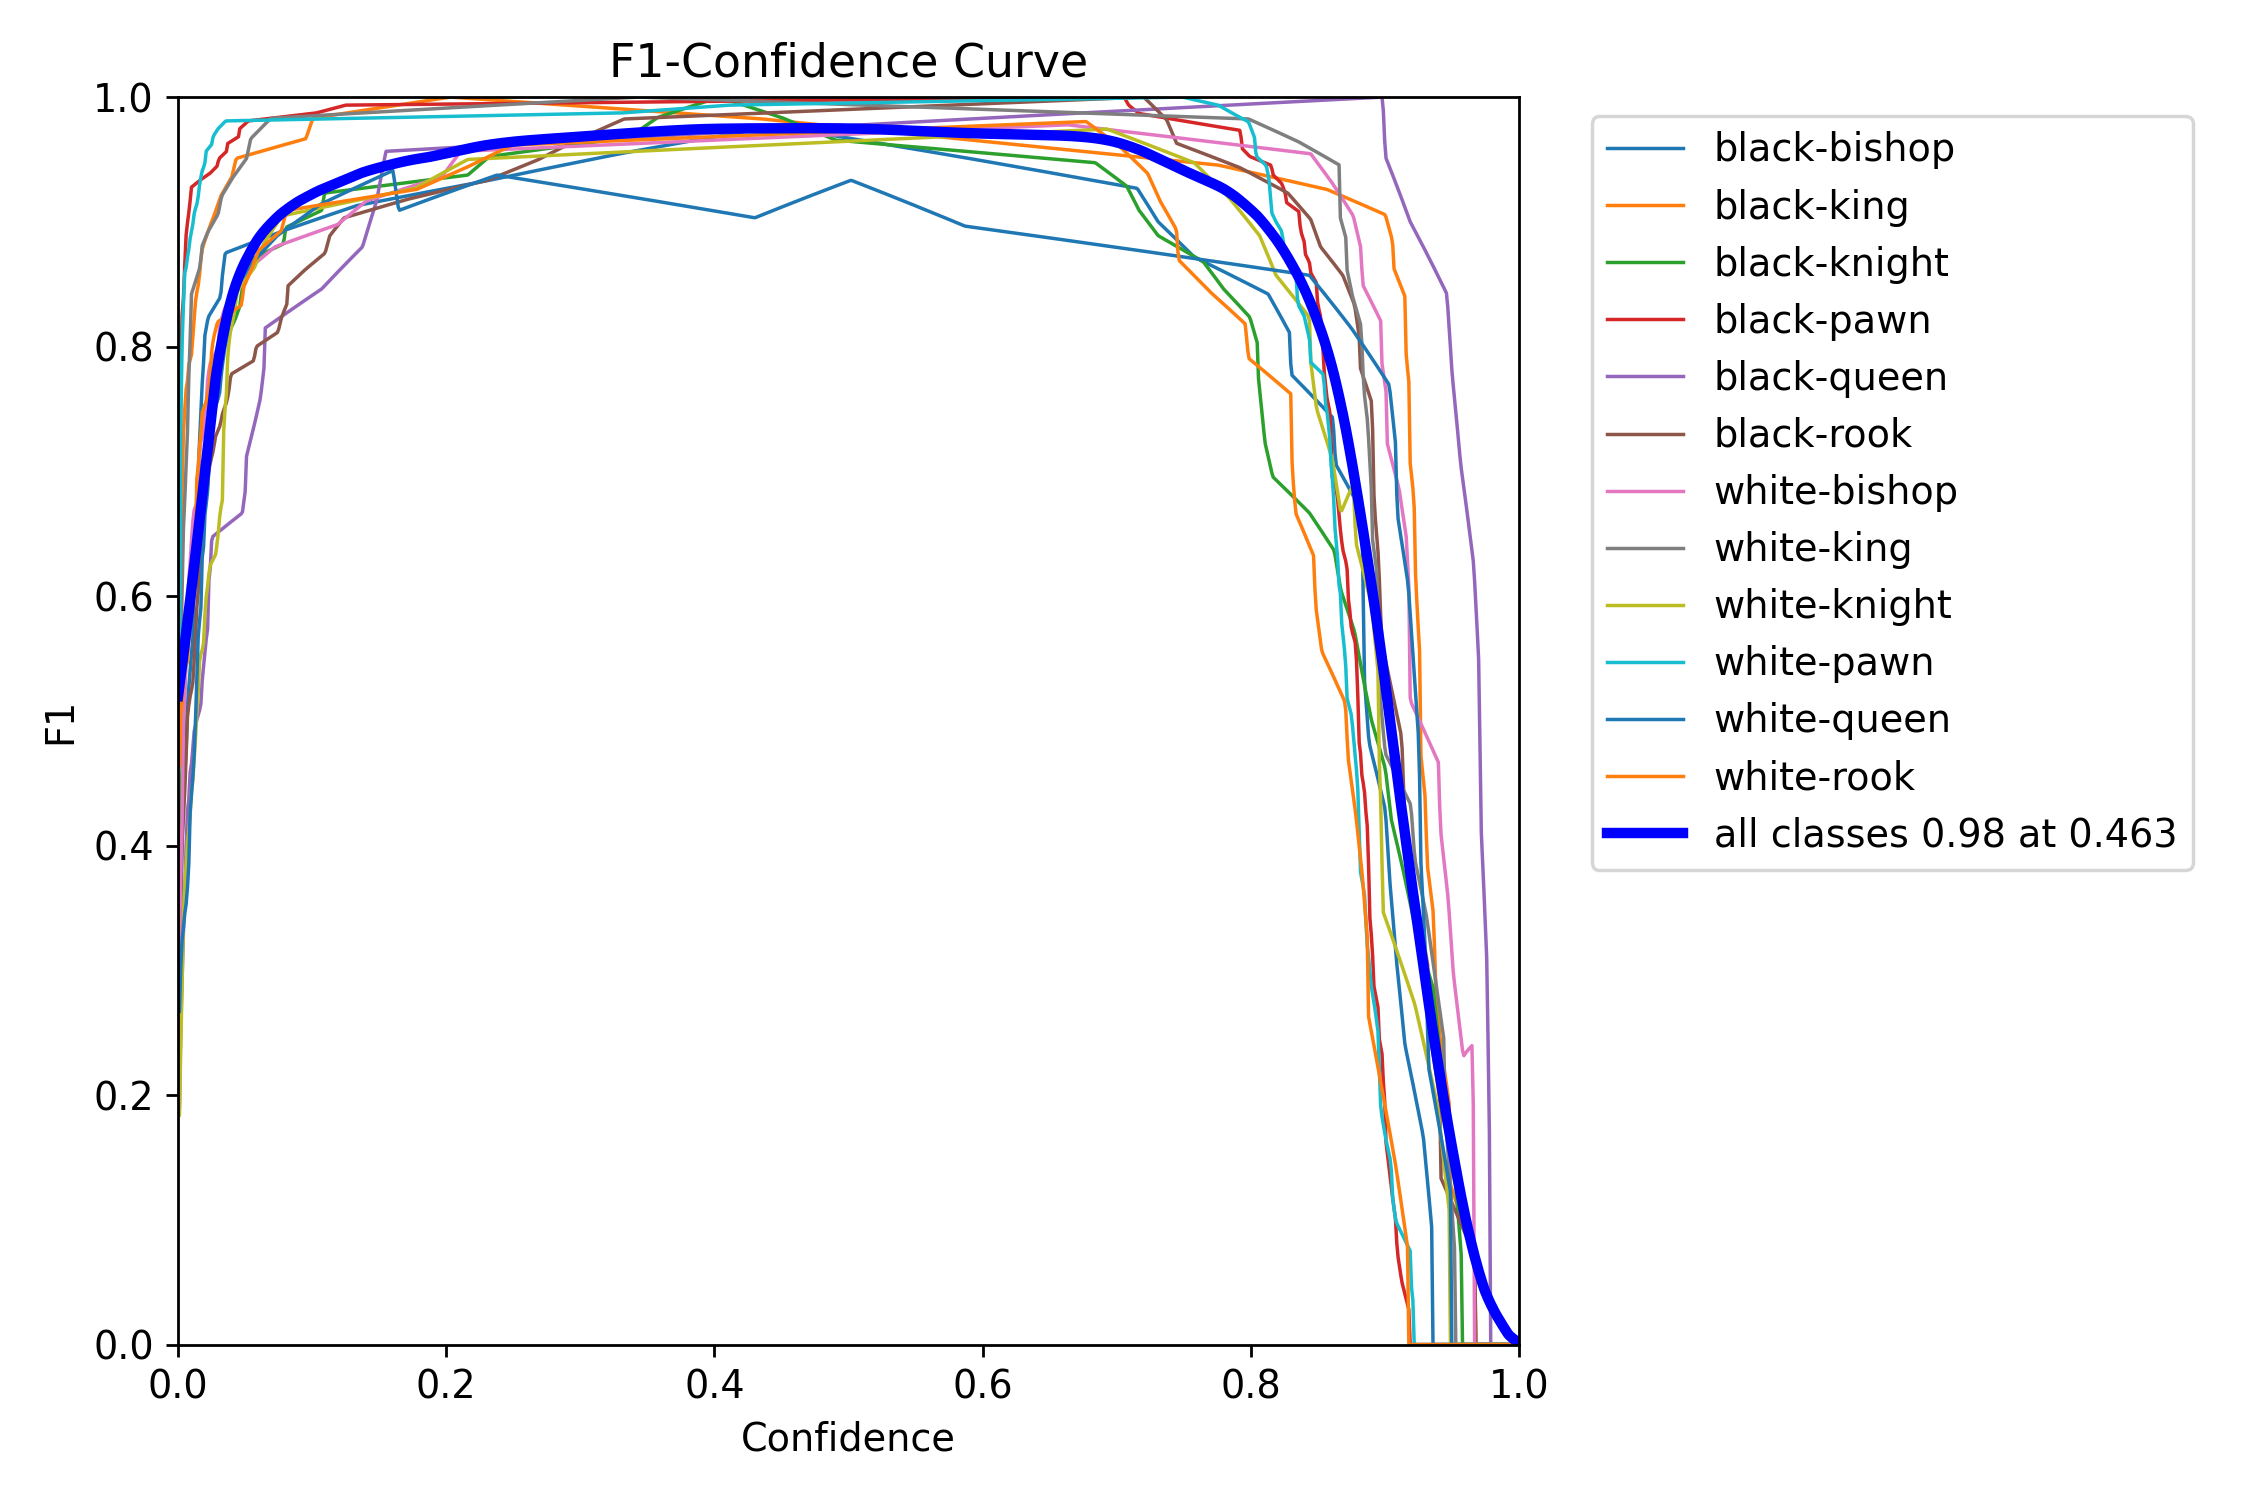 F1-Confidence Curve
1.0
0.8
0.6
0.4
0.2
0.0
F1
0.0 0.2 0.4 0.6 0.8 1.0
Confidence
black-bishop
black-king
black-knight
black-pawn
black-queen
black-rook
white-bishop
white-king
white-knight
white-pawn
white-queen
white-rook
all classes 0.98 at 0.463